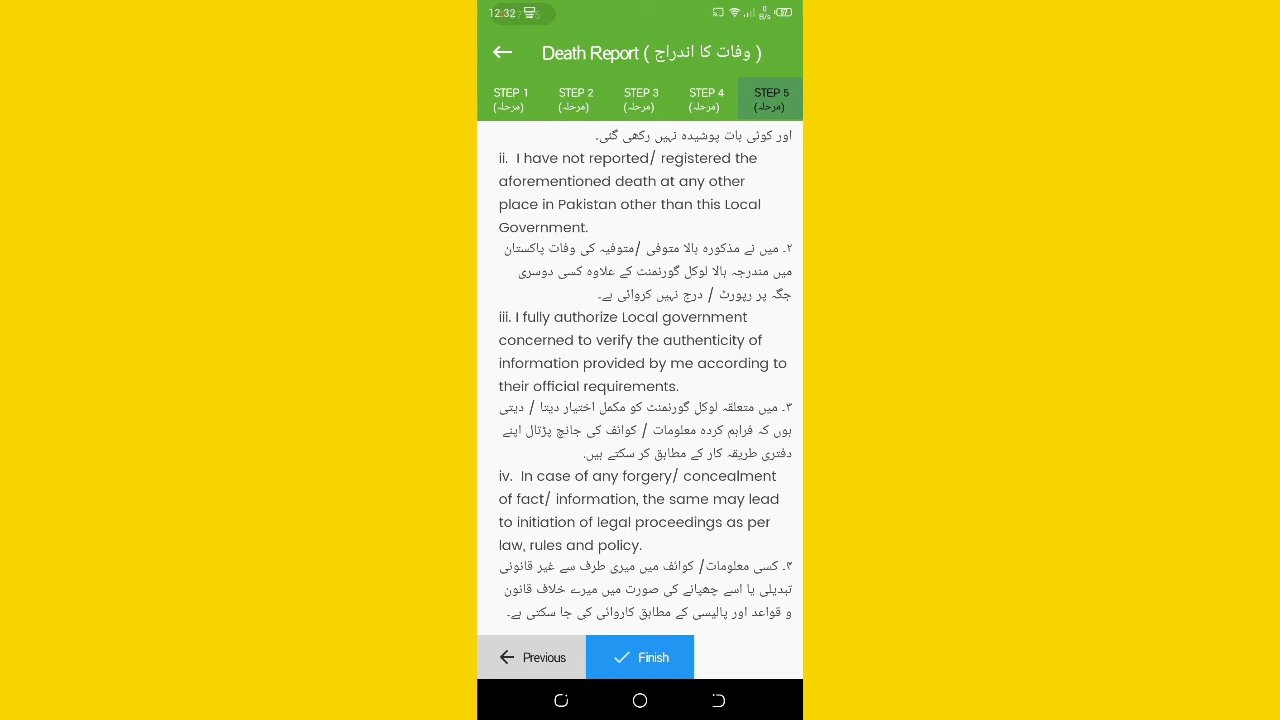 12:32
0
B/s
37
Death Report ( وفات کا اندراج )
STEP 1
(مرحلہ)
STEP 2
(مرحلہ)
STEP 3
(مرحلہ)
STEP 4
(مرحلہ)
STEP 5
(مرحلہ)
اور کوئی بات پوشیدہ نہیں رکھی گئی۔
ii. I have not reported/ registered the
aforementioned death at any other
place in Pakistan other than this Local
Government.
۲۔ میں نے مذکورہ بالا متوفی /متوفیہ کی وفات پاکستان
میں مندرجہ بالا لوکل گورنمنٹ کے علاوہ کسی دوسری
جگہ پر رپورٹ / درج نہیں کروائی ہے۔
iii. I fully authorize Local government
concerned to verify the authenticity of
information provided by me according to
their official requirements.
۳۔ میں متعلقہ لوکل گورنمنٹ کو مکمل اختیار دیتا / دیتی
ہوں کہ فراہم کردہ معلومات / کوائف کی جانچ پڑتال اپنے
دفتری طریقہ کار کے مطابق کر سکتے ہیں.
iv. In case of any forgery/ concealment
of fact/ information, the same may lead
to initiation of legal proceedings as per
law, rules and policy.
۴۔ کسی معلومات/ کوائف میں میری طرف سے غیر قانونی
تبدیلی یا اسے چھپانے کی صورت میں میرے خلاف قانون
و قواعد اور پالیسی کے مطابق کاروائی کی جا سکتی ہے۔
Previous
Finish